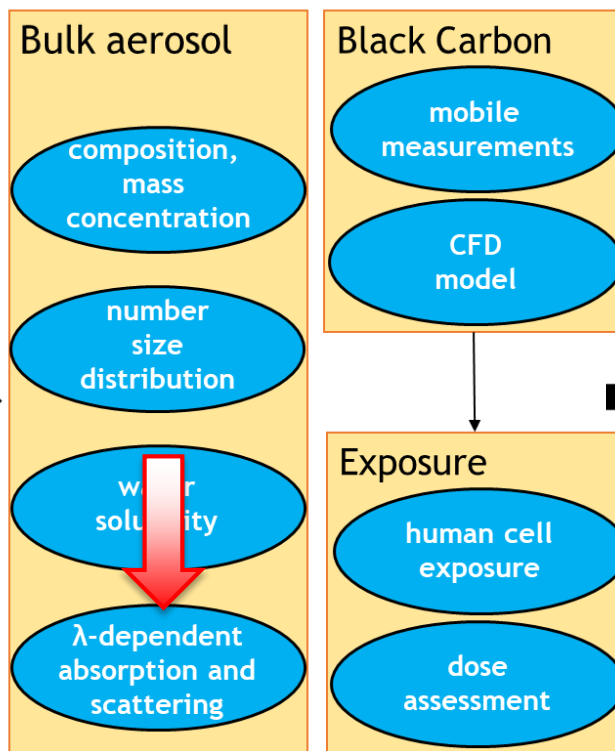 Bulk aerosol
composition,
mass
concentration
number
size
distribution
λ-dependent
absorption and
scattering
Black Carbon
mobile
measurements
CFD
model
Exposure
human cell
exposure
dose
assessment